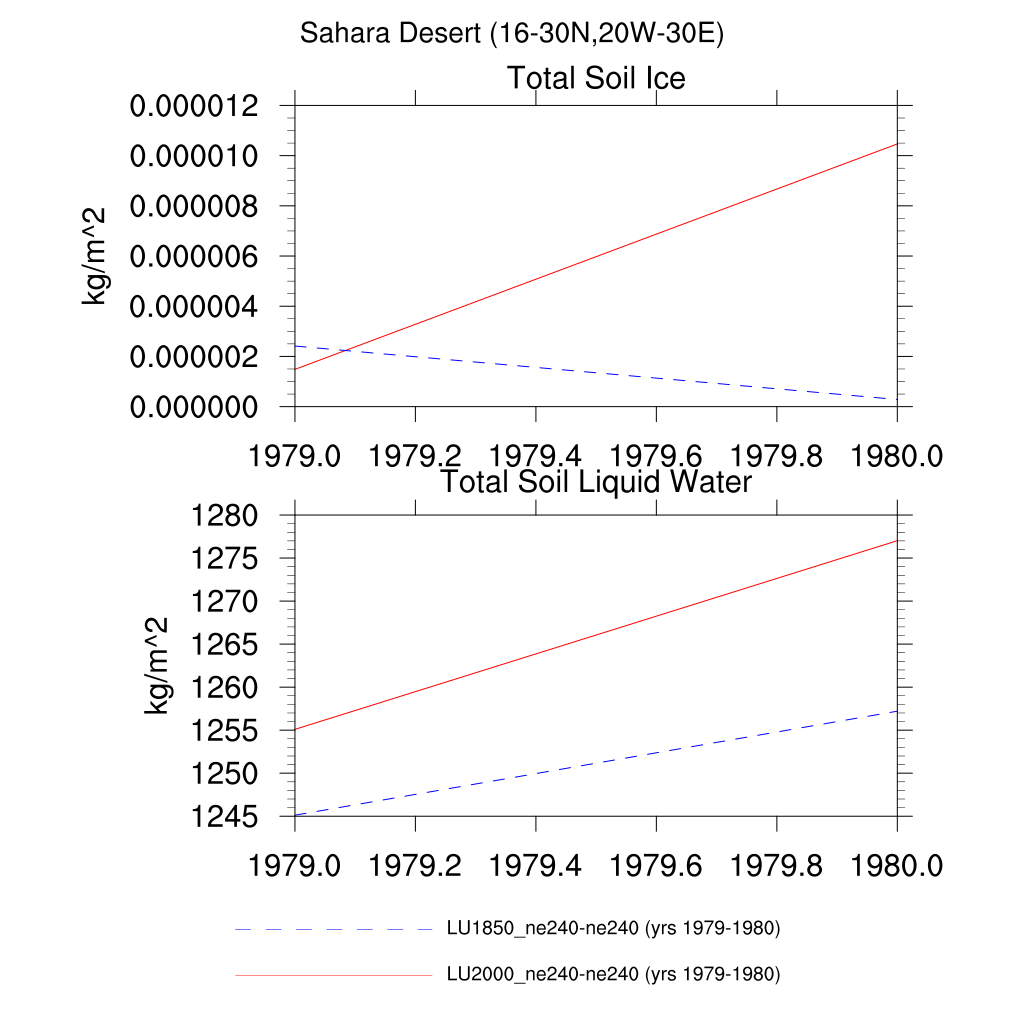 Sahara Desert (16-30N,20W-30E)
Total Soil Ice
0.000012
0.000010
0.000008
0.000006
0.000004
0.000002
0.000000
kg/m^2
1979.0 1979.2 1979.4 1979.6 1979.8 1980.0
Total Soil Liquid Water
1280
1275
1270
1265
1260
1255
1250
1245
kg/m^2
1979.0 1979.2 1979.4 1979.6 1979.8 1980.0
LU1850_ne240-ne240 (yrs 1979-1980)
LU2000_ne240-ne240 (yrs 1979-1980)